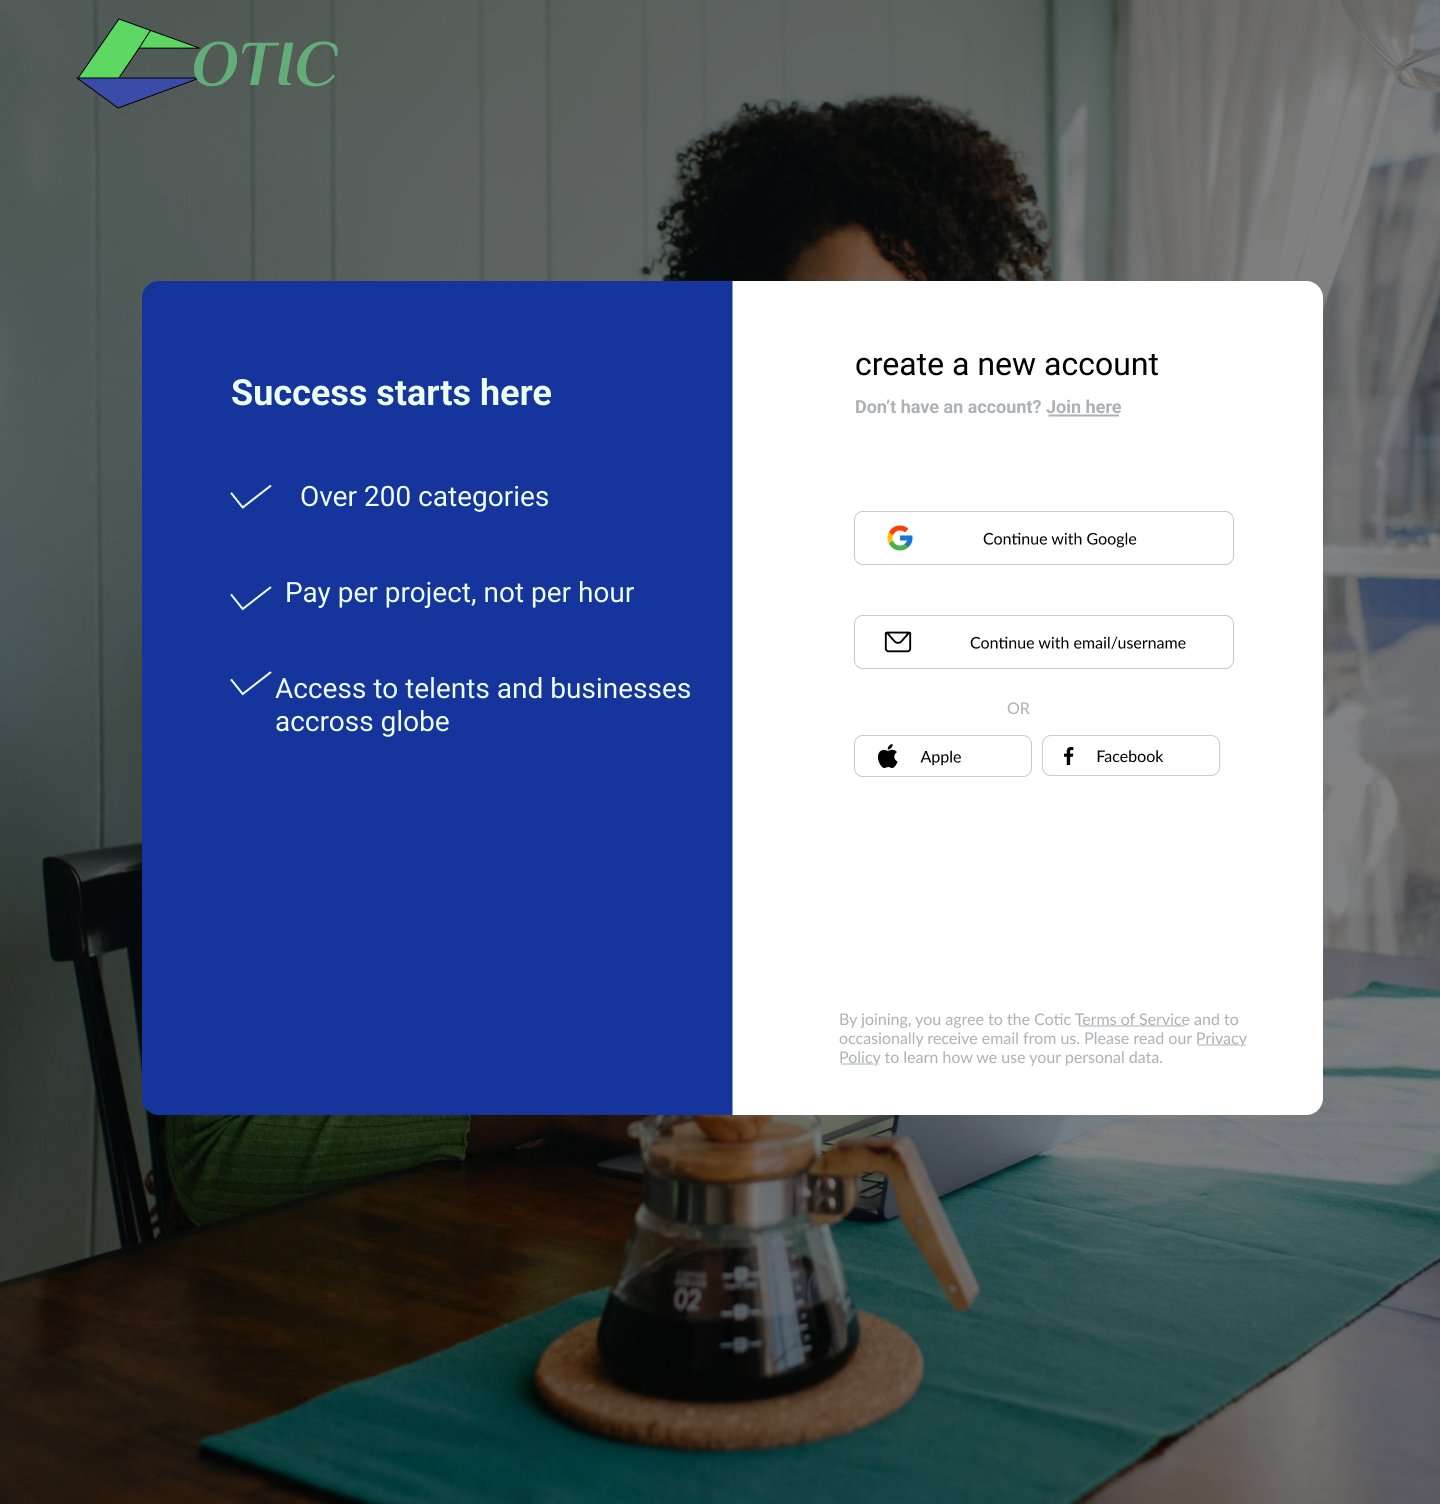 COTIC
Success starts here
Over 200 categories
Pay per project, not per hour
Access to telents and businesses
accross globe
create a new account
Don’t have an account? Join here
Continue with Google
Continue with email/username
OR
Apple
Facebook
By joining, you agree to the Cotic Terms of Service and to
occasionally receive email from us. Please read our Privacy
Policy to learn how we use your personal data.
02